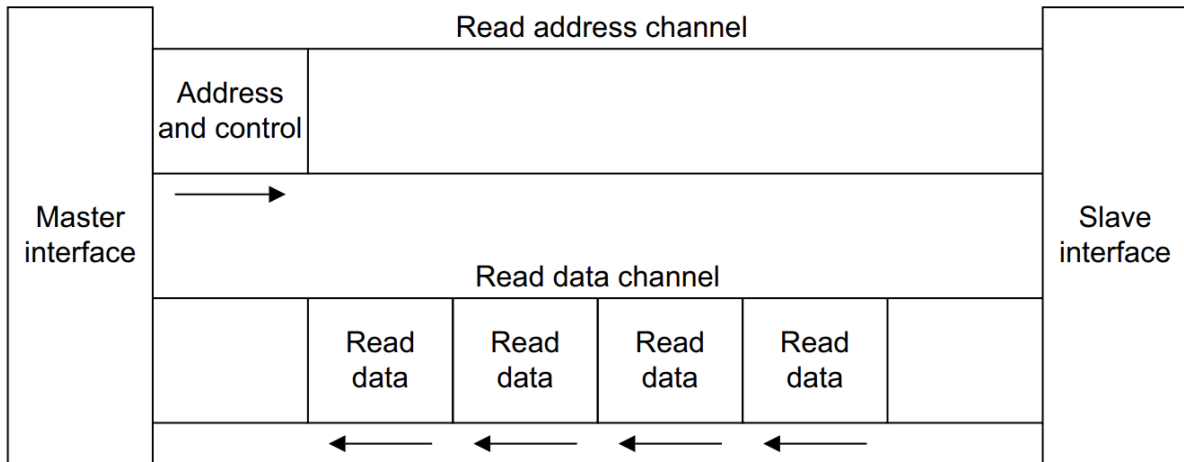 Read address channel
Address
and control
Master
interface
Slave
interface
Read data channel
Read
data
Read
data
Read
data
Read
data